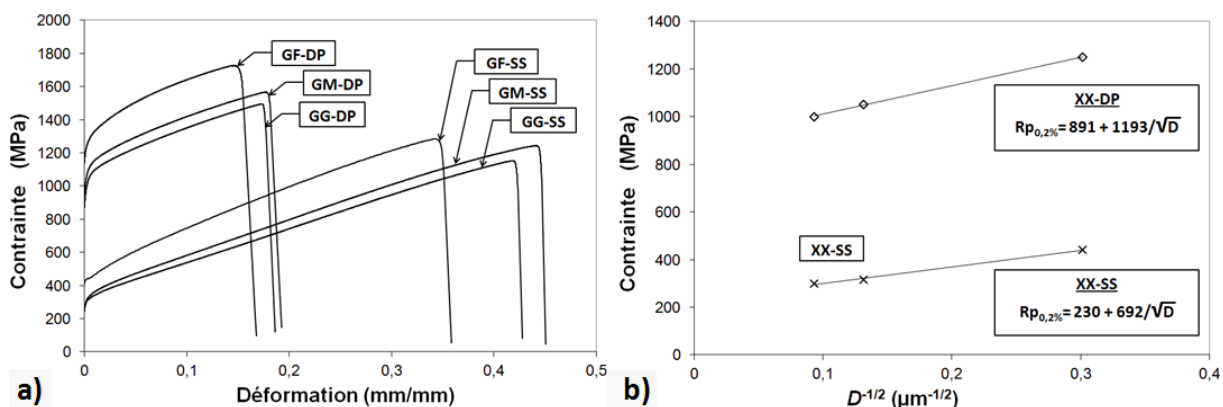 2000
1800
1600
1400
1200
1000
800
600
400
200
0
Contrainte (MPa)
GF-DP
GM-DP
GG-DP
GF-SS
GM-SS
GG-SS
0
0,1
0,2
0,3
0,4
0,5
Déformation (mm/mm)
a)
1400
1200
1000
800
600
400
200
0
Contrainte (MPa)
XX-DP
Rp0,2%= 891 + 1193/√D
XX-SS
XX-SS
Rp0,2%= 230 + 692/√D
0
0,1
0,2
0,3
0,4
D-1/2 (µm-1/2)
b)